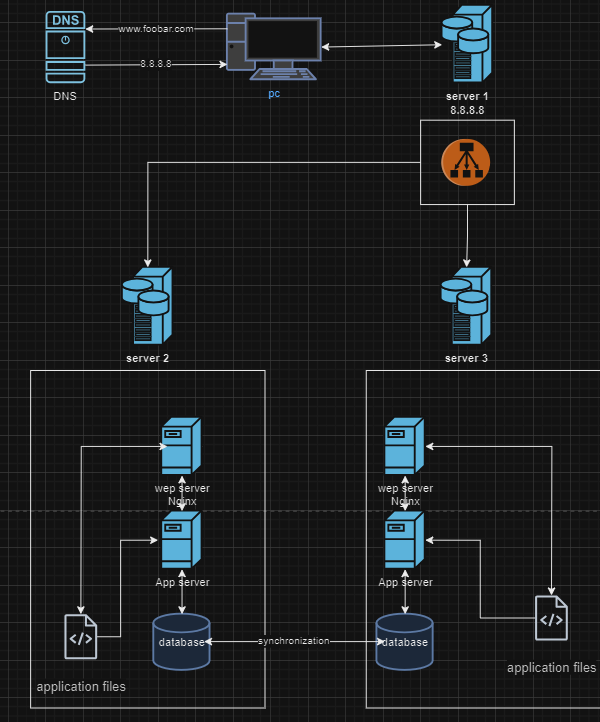 DNS
www.foobar.com
8.8.8.8
DNS
pc
server 1
8.8.8.8
server 2
server 3
wep server
Nginx
wep server
Nginx
App server
App server
</>
</>
database
synchronization
database
application files
application files